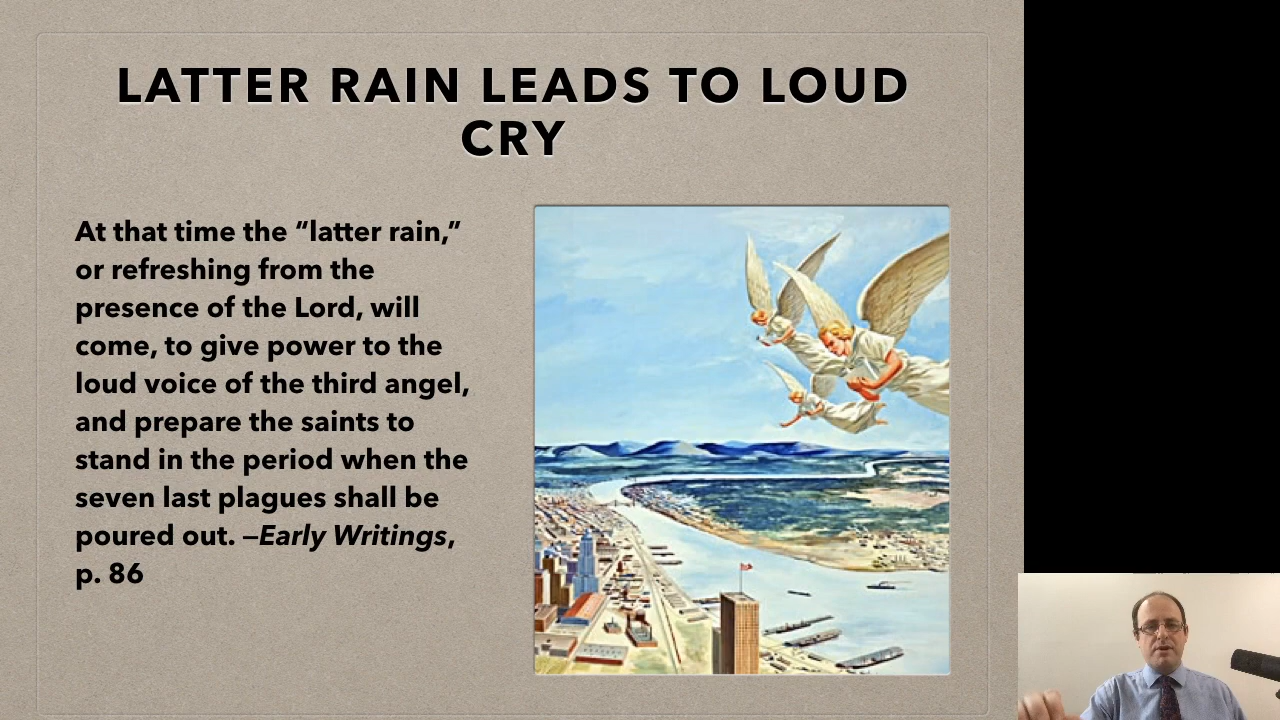 LATTER RAIN LEADS TO LOUD
CRY
At that time the “latter rain,”
or refreshing from the
presence of the Lord, will
come, to give power to the
loud voice of the third angel,
and prepare the saints to
stand in the period when the
seven last plagues shall be
poured out. –Early Writings,
p. 86